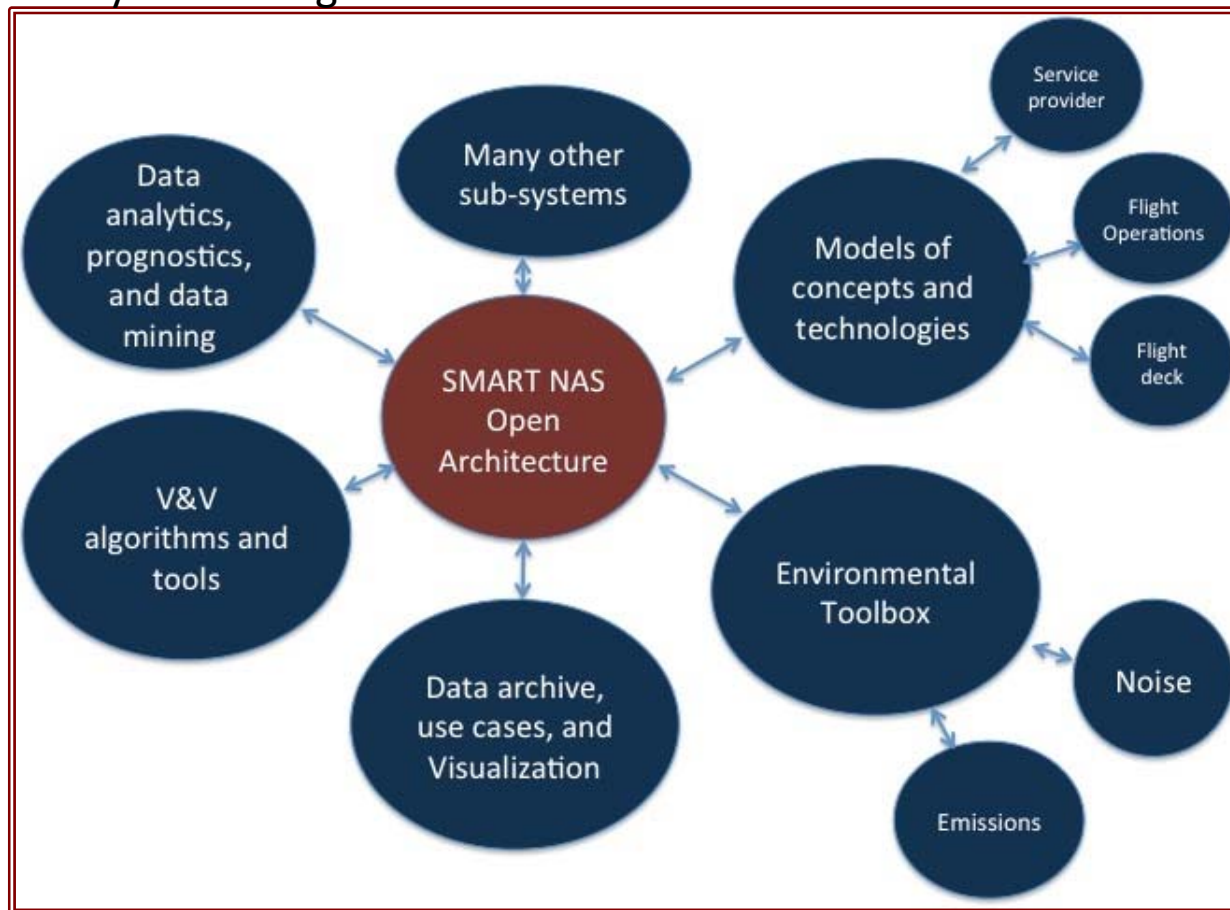 Many other
sub-systems
Data
analytics,
prognostics,
and data
mining
SMART NAS
Open
Architecture
V&V
algorithms and
tools
Data archive,
use cases, and
Visualization
Models of
concepts and
technologies
Service
provider
Flight
Operations
Flight
deck
Environmental
Toolbox
Noise
Emissions